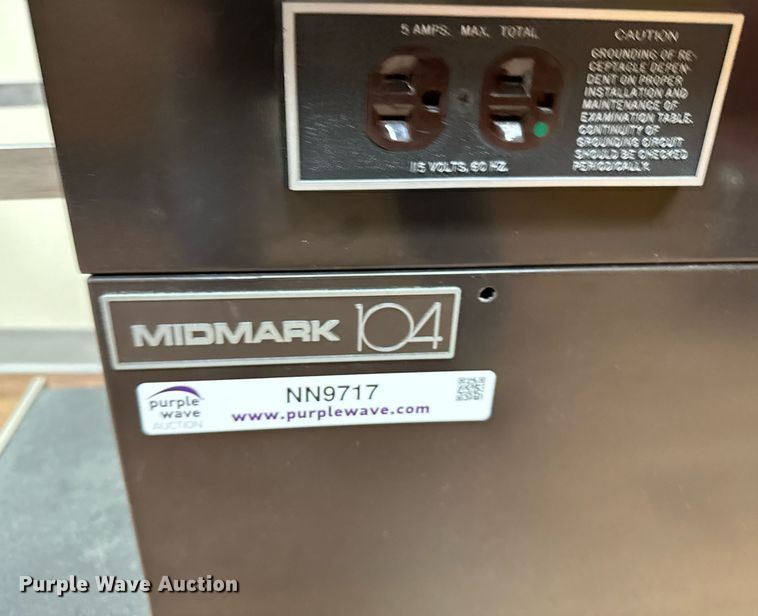 5 AMPS. MAX. TOTAL
115 VOLTS, 60 HZ.
CAUTION
GROUNDING OF RE-
CEPTACLE DEPEN-
DENT ON PROPER
INSTALLATION AND
MAINTENANCE OF
EXAMINATION TABLE.
CONTINUITY OF
GROUNDING CIRCUIT
SHOULD BE CHECKED
PERIODICALLY.
MIDMARK 104
purple
wave
AUCTION
NN9717
www.purplewave.com
Purple Wave Auction